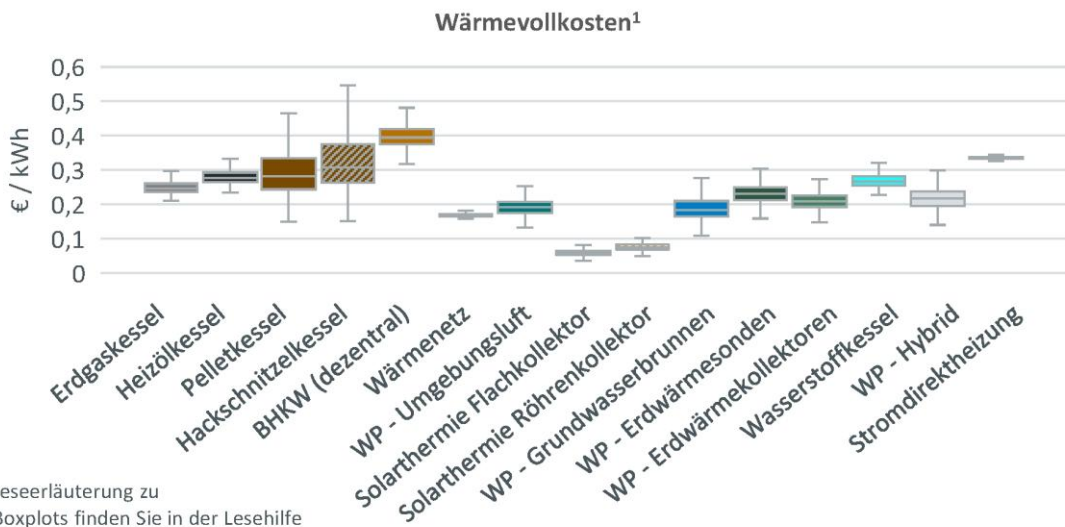 Wärmevollkosten¹
€ / kWh
0,6
0,5
0,4
0,3
0,2
0,1
0
Erdgaskessel
Heizölkessel
Pelletkessel
Hackschnitzelkessel
BHKW (dezentral)
Wärmenetz
WP - Umgebungsluft
Solarthermie Flachkollektor
Solarthermie Röhrenkollektor
WP - Grundwasserbrunnen
WP - Erdwärmesonden
WP - Erdwärmekollektoren
Wasserstoffkessel
WP - Hybrid
Stromdirektheizung
eseerläuterung zu
Boxplots finden Sie in der Lesehilfe